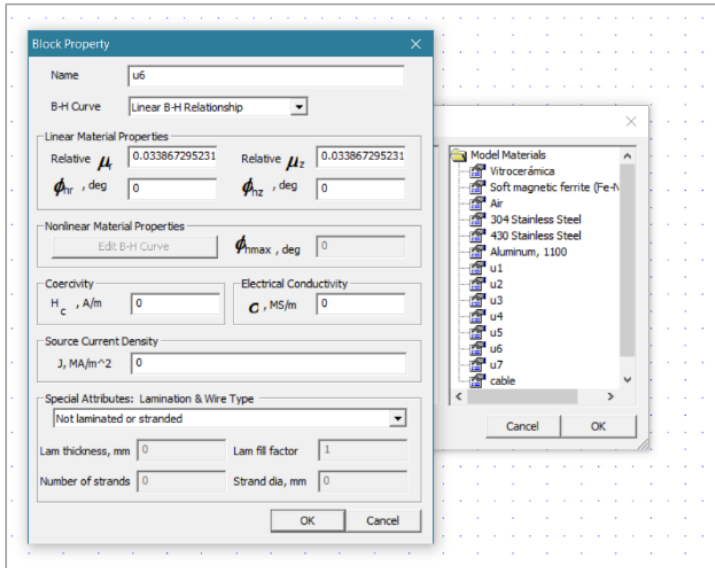 Block Property
Name u6
B-H Curve Linear B-H Relationship
Linear Material Properties
Relative μr 0.033867295231 Relative μz 0.033867295231
ϕhr , deg 0 ϕhz , deg 0
Nonlinear Material Properties
Edit B-H Curve ϕhmax , deg 0
Coercivity Electrical Conductivity
Hc , A/m 0 σ, MS/m 0
Source Current Density
J, MA/m^2 0
Special Attributes: Lamination & Wire Type
Not laminated or stranded
Lam thickness, mm 0 Lam fill factor 1
Number of strands 0 Strand dia, mm 0
OK Cancel
Model Materials
Vitrocerámica
Soft magnetic ferrite (Fe-N
Air
304 Stainless Steel
430 Stainless Steel
Aluminum, 1100
u1
u2
u3
u4
u5
u6
u7
cable
Cancel OK